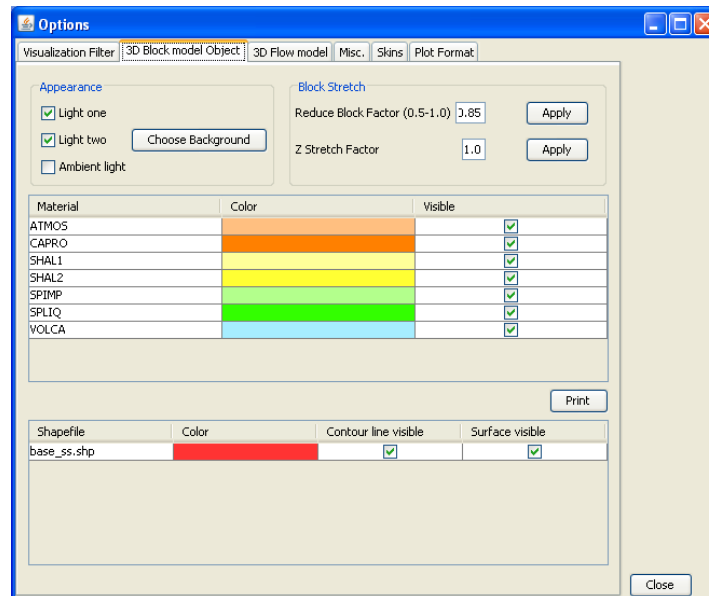 Options
Visualization Filter 3D Block model Object 3D Flow model Misc. Skins Plot Format
Appearance
Light one
Light two Choose Background
Ambient light
Block Stretch
Reduce Block Factor (0.5-1.0) 0.85 Apply
Z Stretch Factor 1.0 Apply
Material Color Visible
ATMOS
CAPRO
SHAL1
SHAL2
SPIMP
SPLIQ
VOLCA
Print
Shapefile Color Contour line visible Surface visible
base_ss.shp
Close